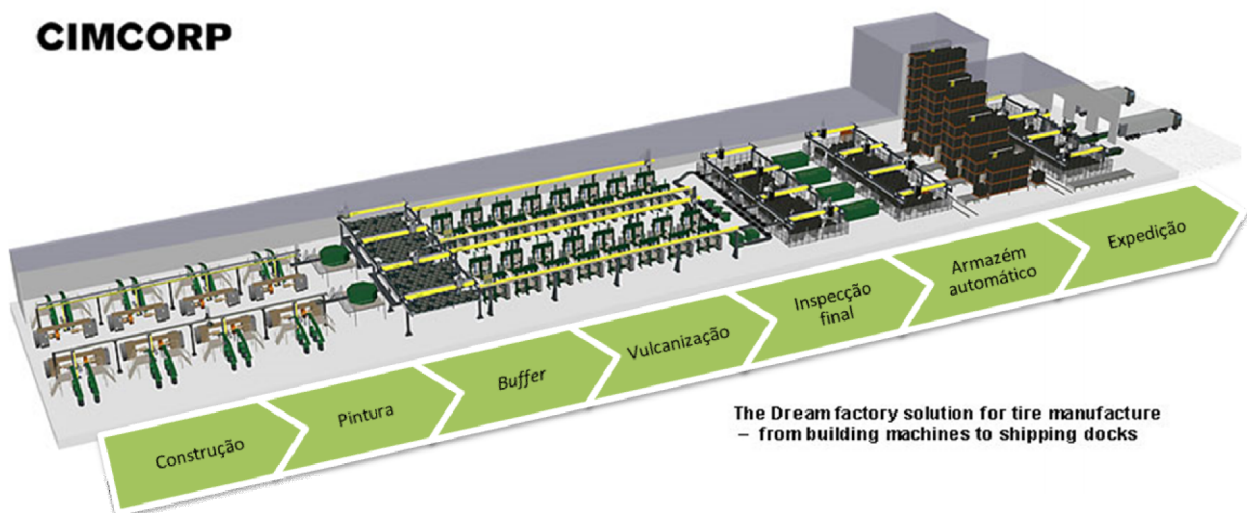 CIMCORP
Construção
Pintura
Buffer
Vulcanização
Inspecção
final
Armazém
automático
Expedição
The Dream factory solution for tire manufacture
– from building machines to shipping docks